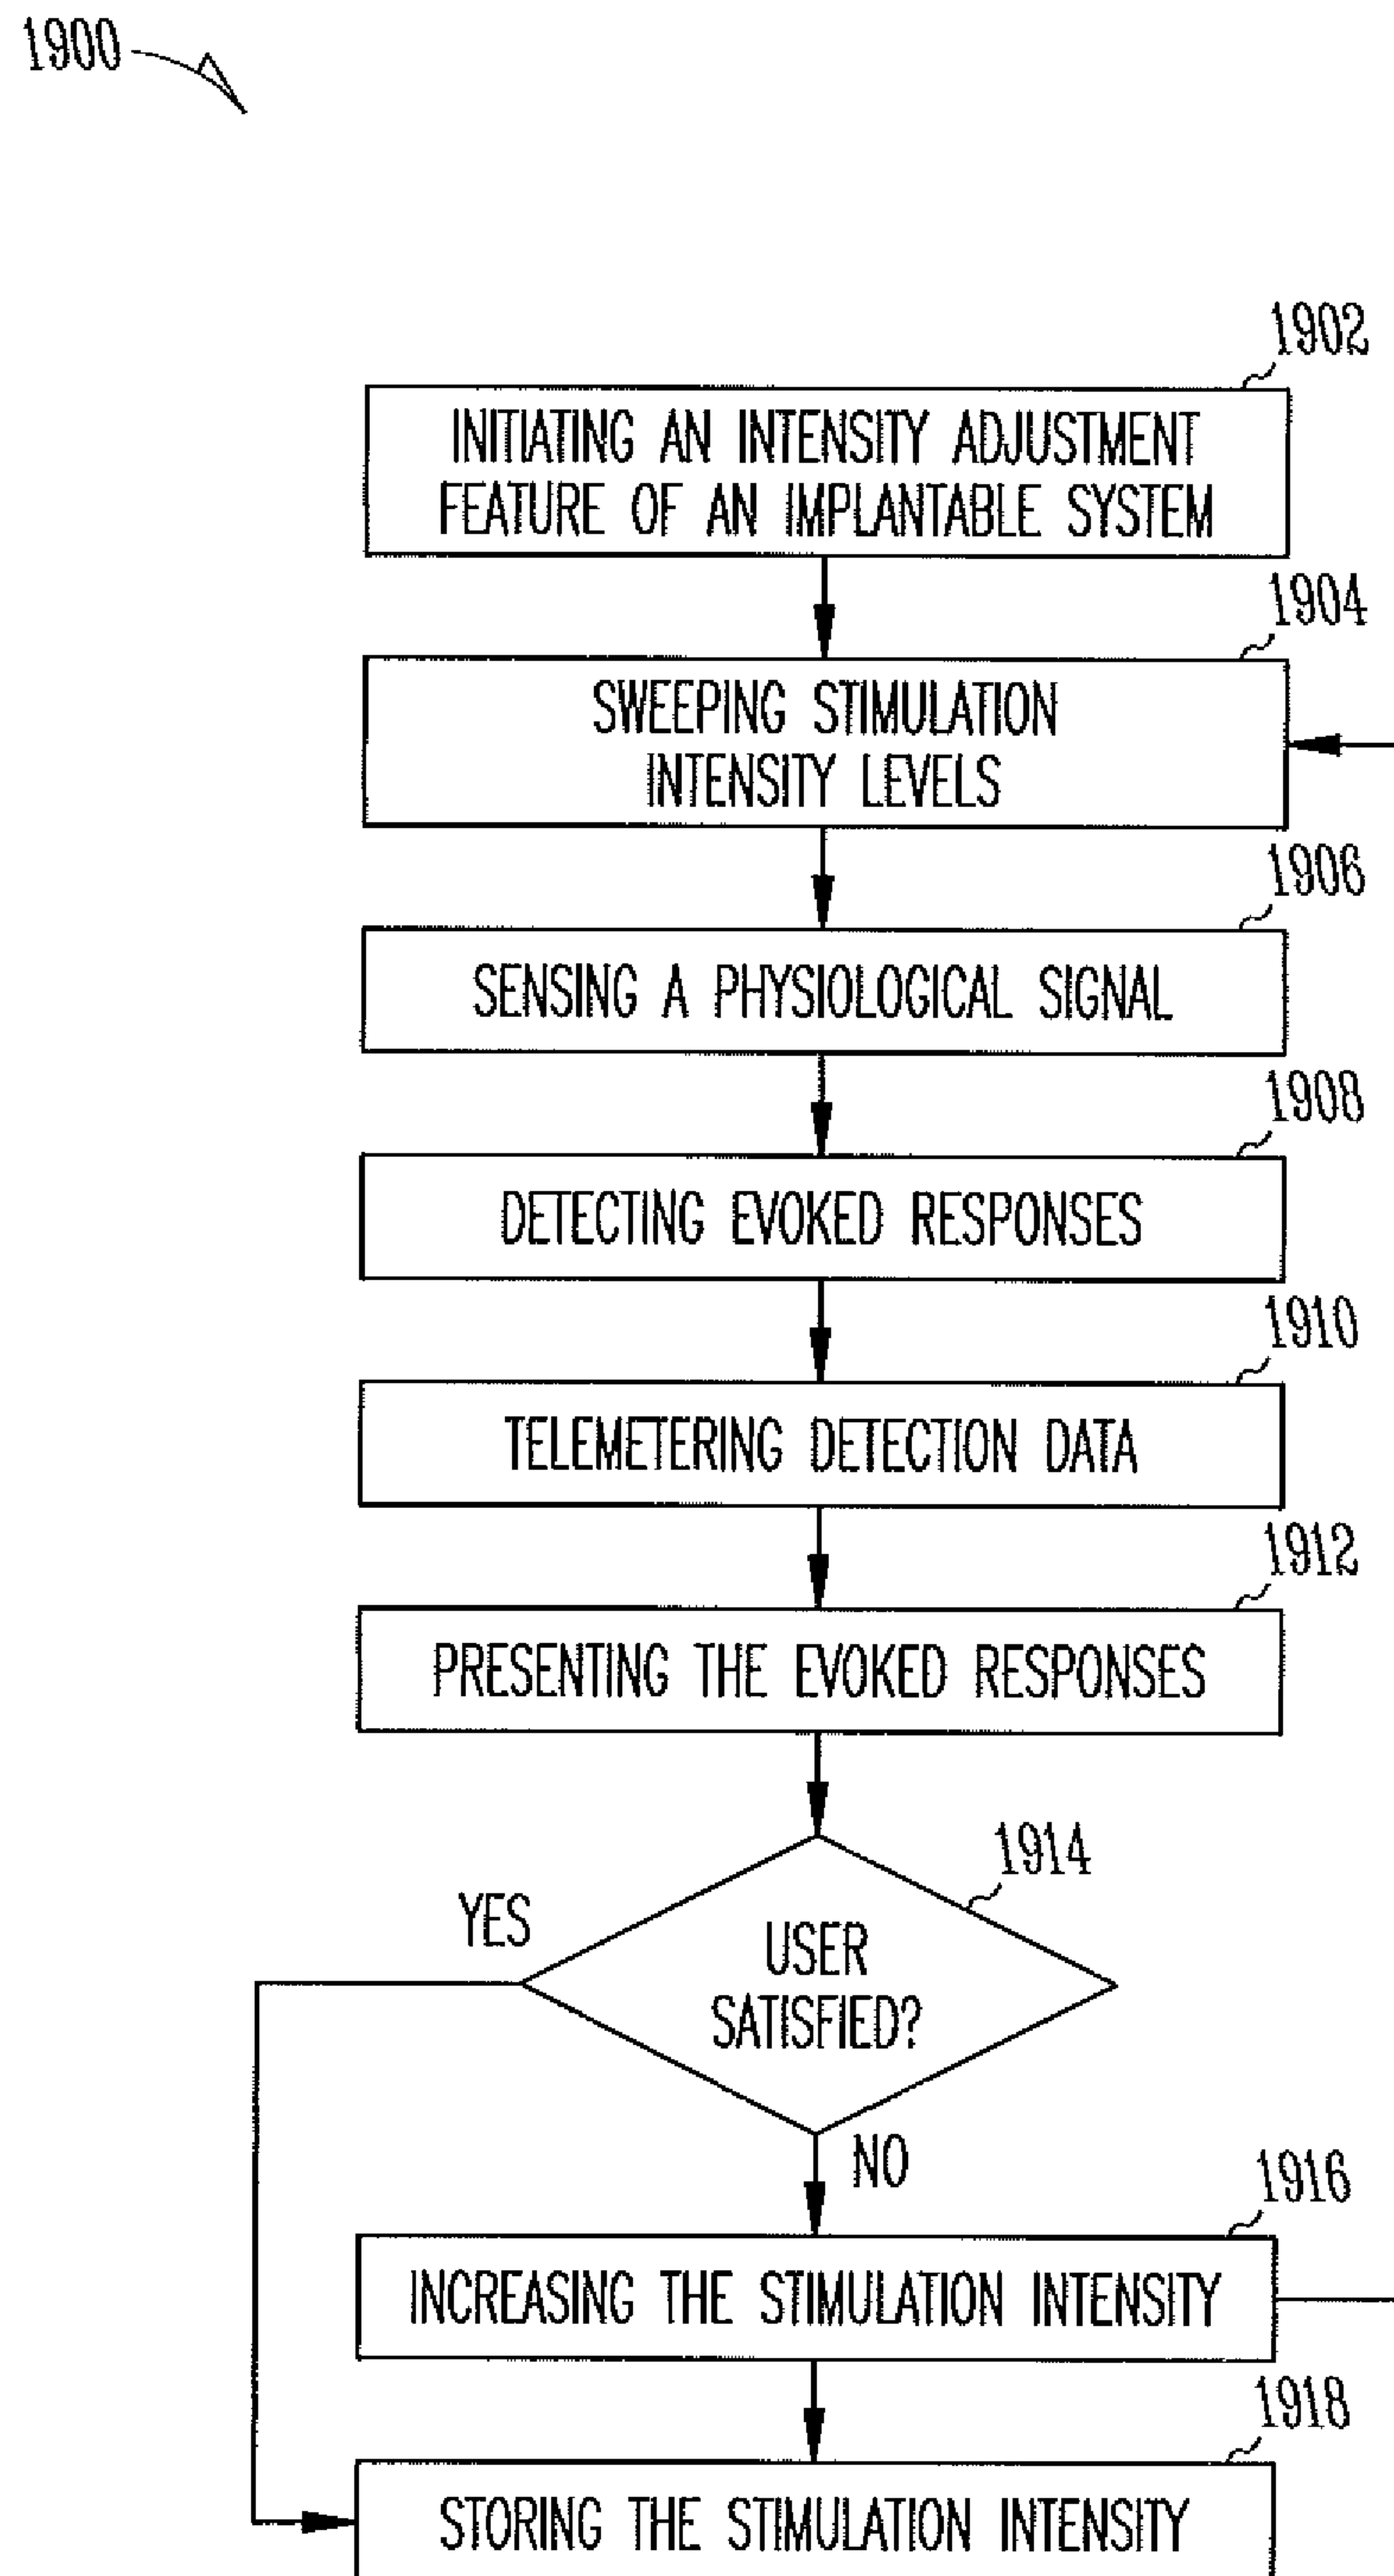 1900
1902
INITIATING AN INTENSITY ADJUSTMENT
FEATURE OF AN IMPLANTABLE SYSTEM
1904
SWEEPING STIMULATION
INTENSITY LEVELS
1906
SENSING A PHYSIOLOGICAL SIGNAL
1908
DETECTING EVOKED RESPONSES
1910
TELEMETERING DETECTION DATA
1912
PRESENTING THE EVOKED RESPONSES
1914
YES
USER
SATISFIED?
NO
1916
INCREASING THE STIMULATION INTENSITY
1918
STORING THE STIMULATION INTENSITY